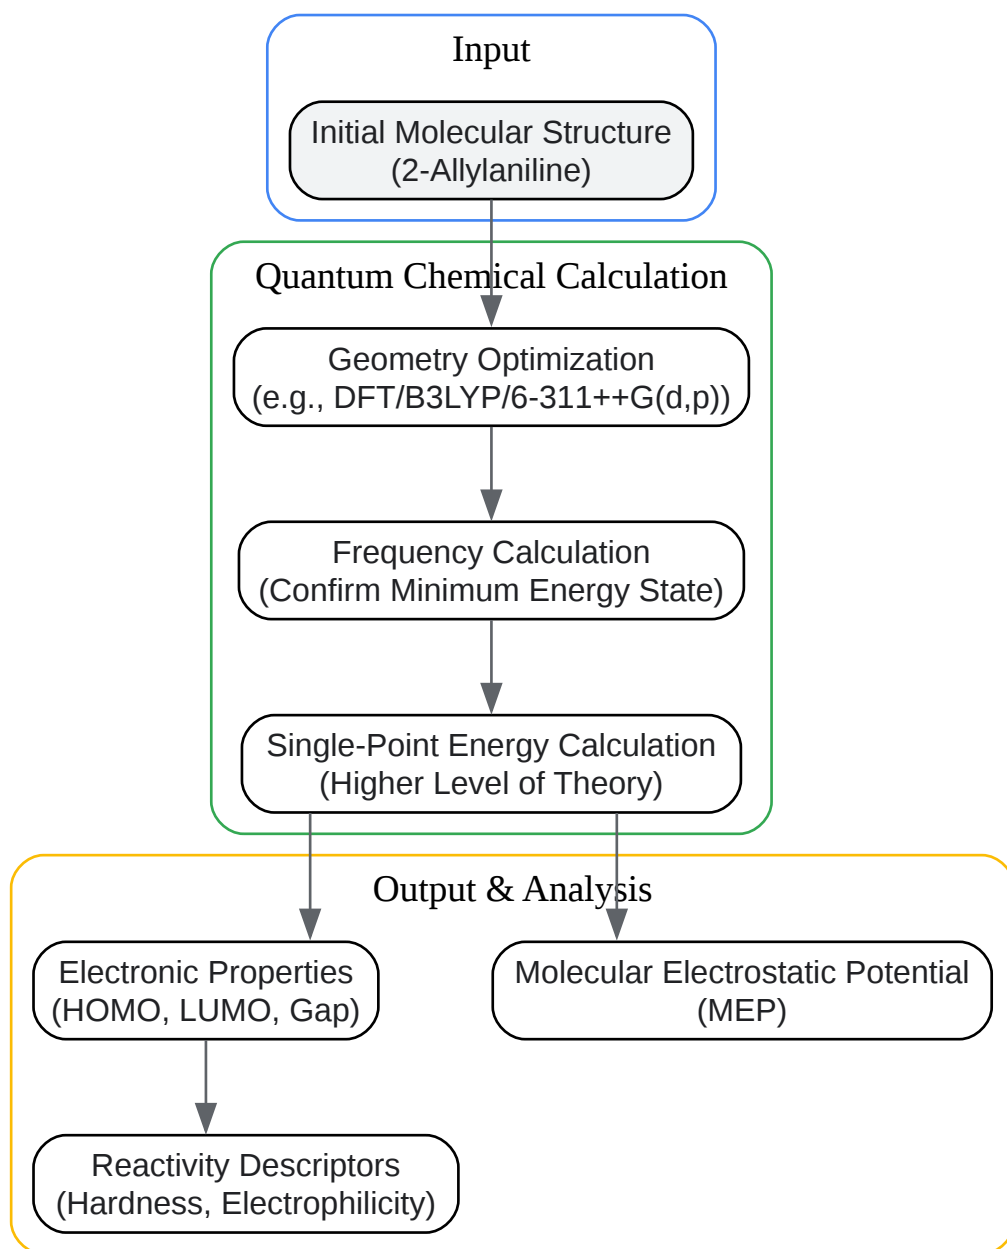 Input
Initial Molecular Structure
(2-Allylaniline)
Quantum Chemical Calculation
Geometry Optimization
(e.g., DFT/B3LYP/6-311++G(d,p))
Frequency Calculation
(Confirm Minimum Energy State)
Single-Point Energy Calculation
(Higher Level of Theory)
Output & Analysis
Electronic Properties
(HOMO, LUMO, Gap)
Molecular Electrostatic Potential
(MEP)
Reactivity Descriptors
(Hardness, Electrophilicity)